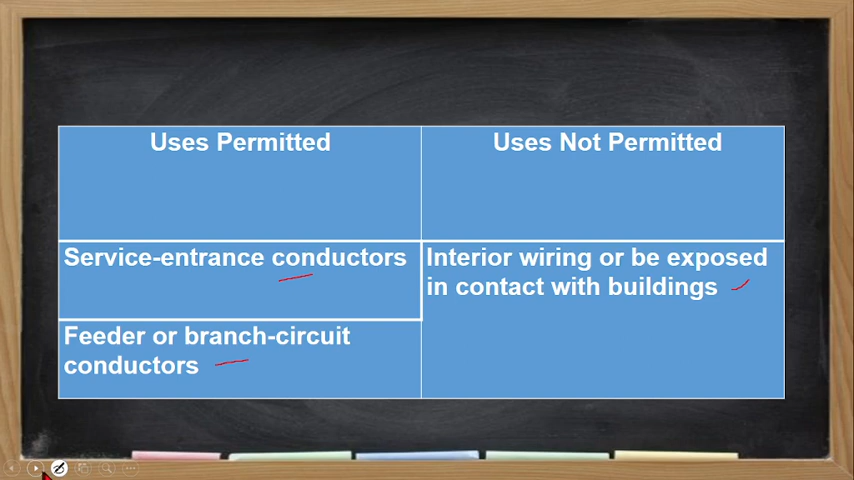 Uses Permitted
Uses Not Permitted
Service-entrance conductors
Interior wiring or be exposed
in contact with buildings
Feeder or branch-circuit
conductors